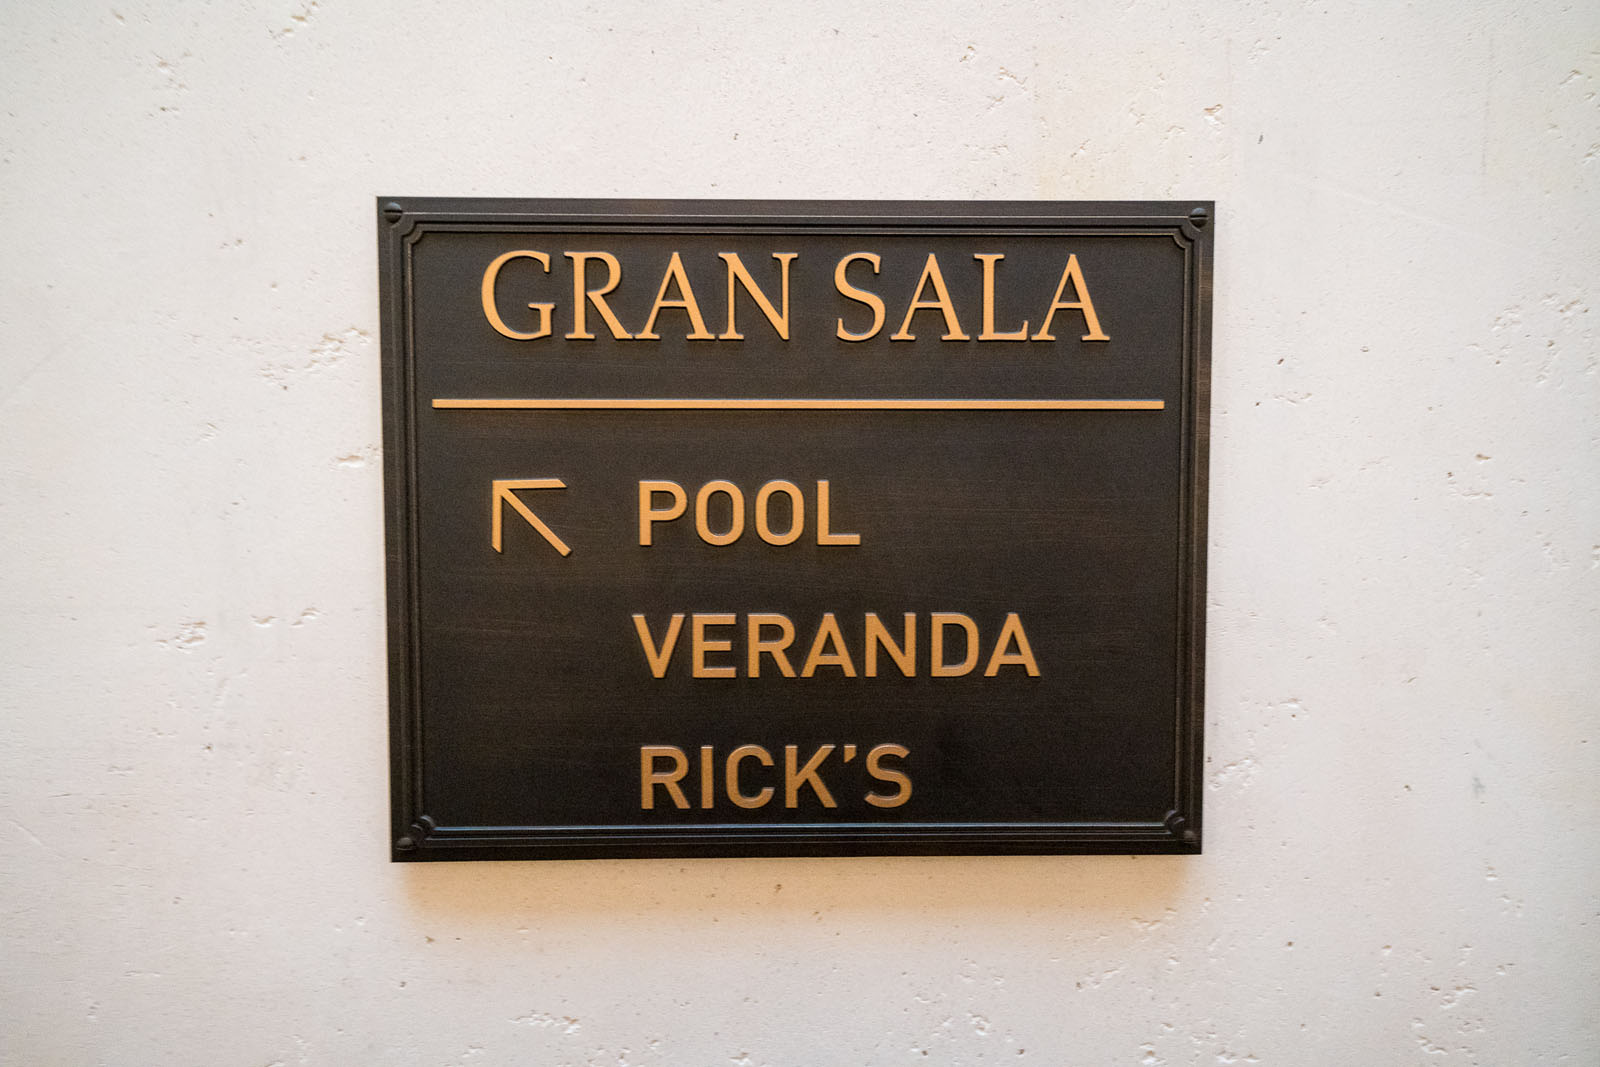 GRAN SALA
POOL
VERANDA
RICK'S